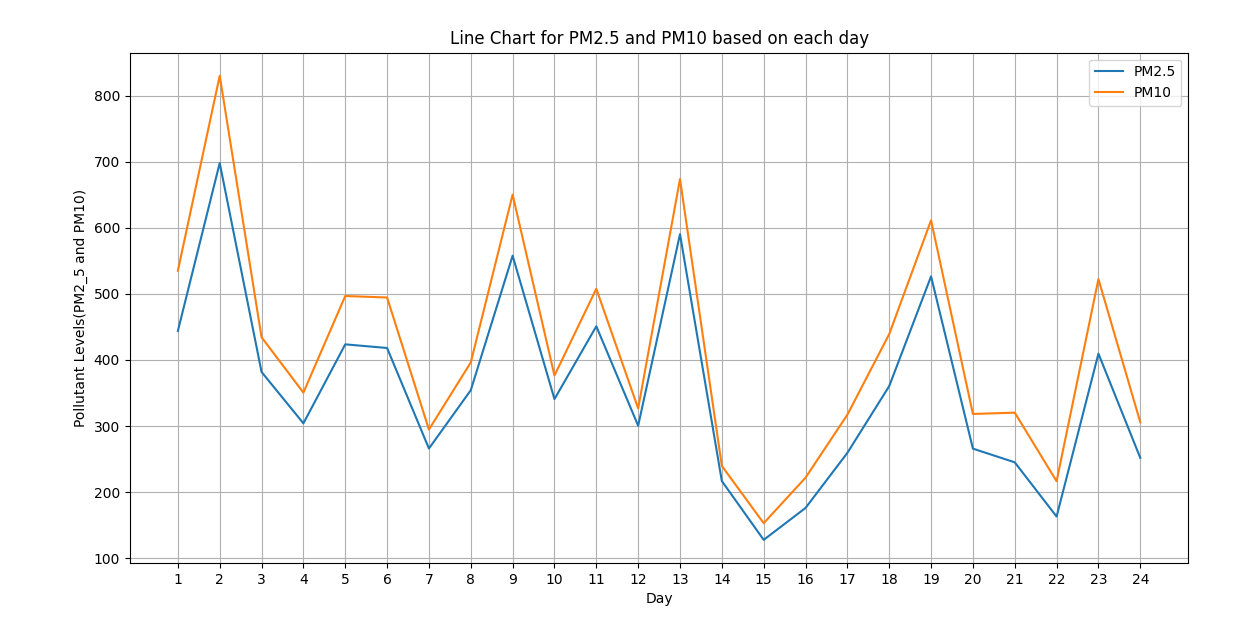 Line Chart for PM2.5 and PM10 based on each day
PM2.5
PM10
Pollutant Levels(PM2_5 and PM10)
800
700
600
500
400
300
200
100
1 2 3 4 5 6 7 8 9 10 11 12 13 14 15 16 17 18 19 20 21 22 23 24
Day